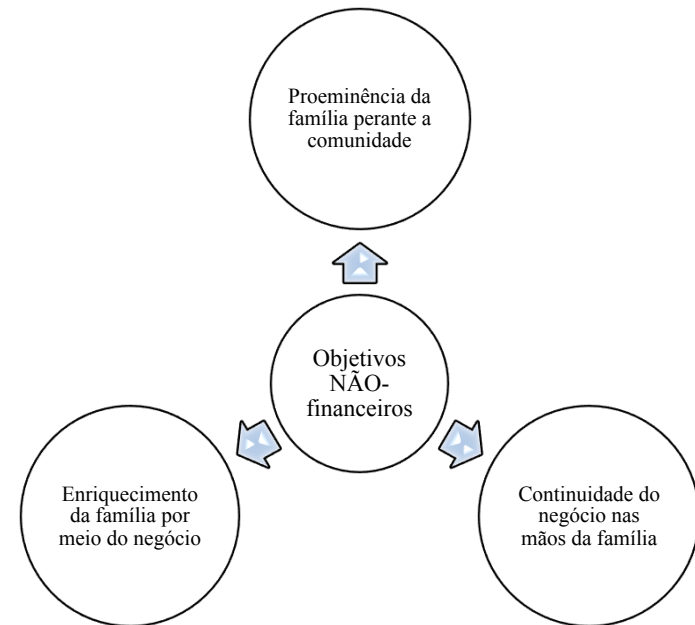 Proeminência da
família perante a
comunidade
Objetivos
NÃO-
financeiros
Enriquecimento
da família por
meio do negócio
Continuidade do
negócio nas
mãos da família